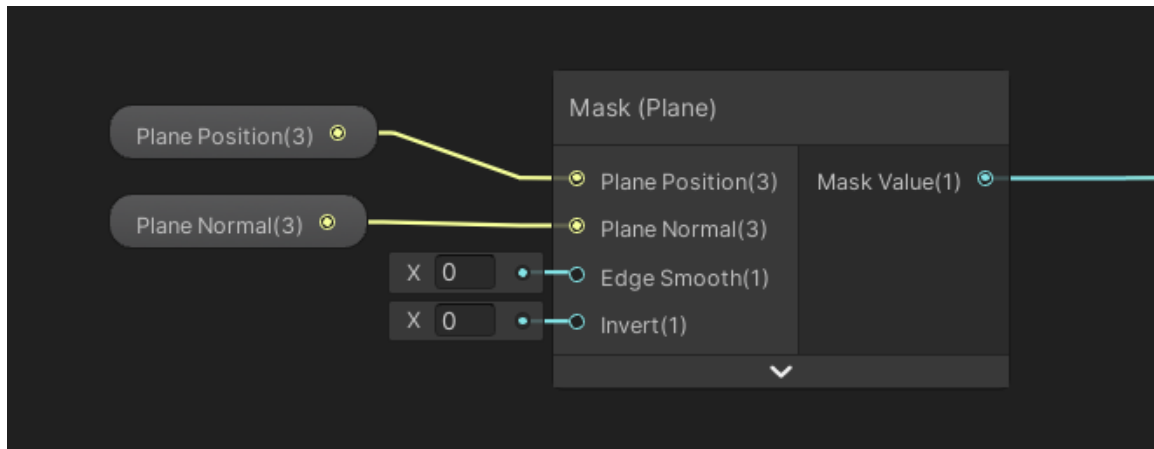 Mask (Plane)
Plane Position(3)
Plane Position(3)
Mask Value(1)
Plane Normal(3)
Plane Normal(3)
X 0
Edge Smooth(1)
X 0
Invert(1)